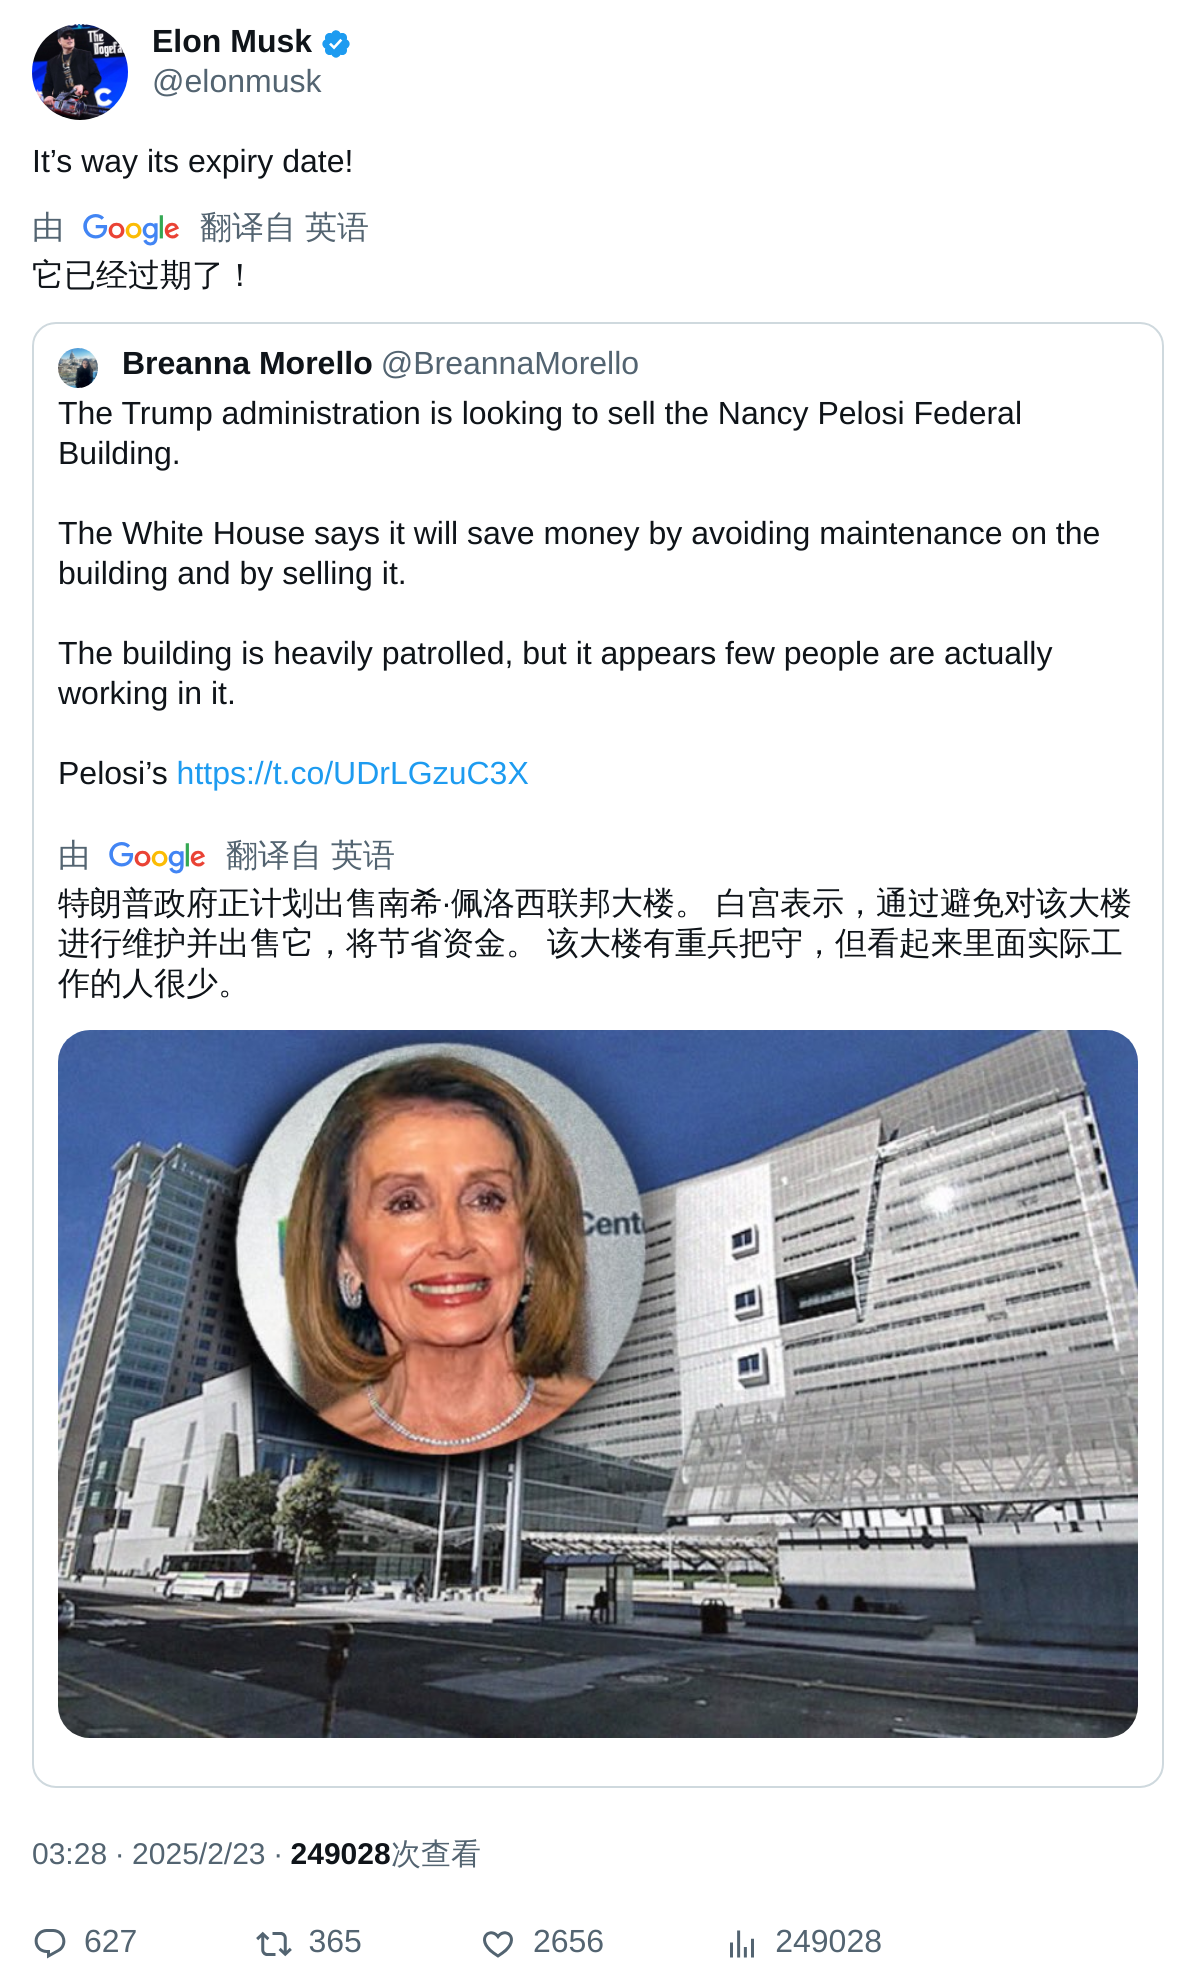 The
Dogefa
C
Elon Musk
@elonmusk
It’s way its expiry date!
由 Google 翻译自 英语
它已经过期了！
Breanna Morello @BreannaMorello
The Trump administration is looking to sell the Nancy Pelosi Federal
Building.
The White House says it will save money by avoiding maintenance on the
building and by selling it.
The building is heavily patrolled, but it appears few people are actually
working in it.
Pelosi’s https://t.co/UDrLGzuC3X
由 Google 翻译自 英语
特朗普政府正计划出售南希·佩洛西联邦大楼。 白宫表示，通过避免对该大楼
进行维护并出售它，将节省资金。 该大楼有重兵把守，但看起来里面实际工
作的人很少。
Cente
03:28 · 2025/2/23 · 249028次查看
627 365 2656 249028